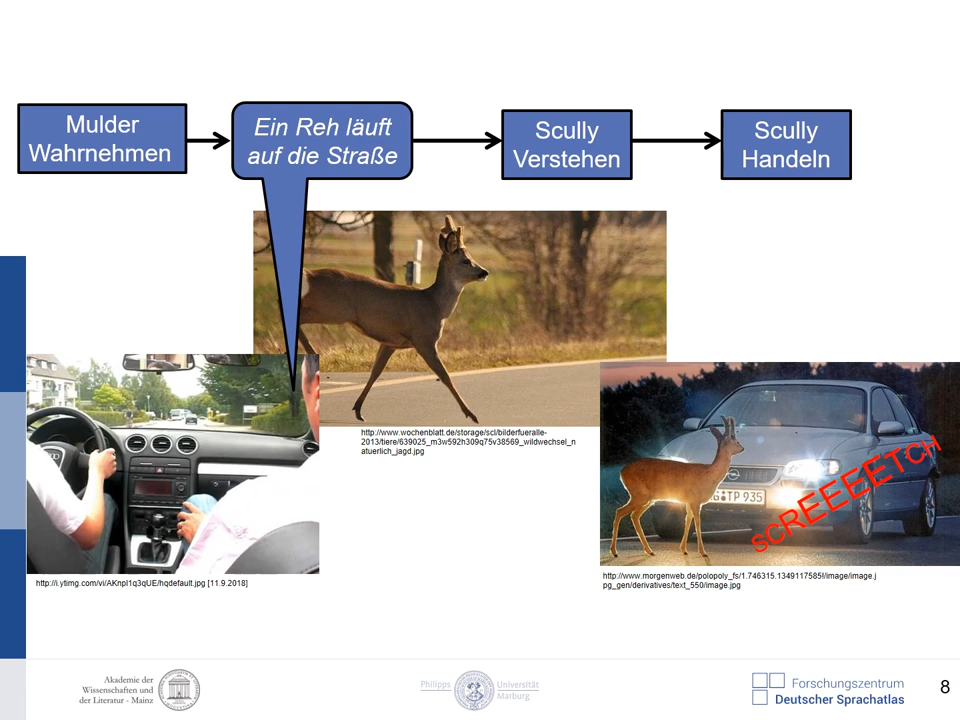 Mulder
Wahrnehmen
Ein Reh läuft
auf die Straße
Scully
Verstehen
Scully
Handeln
http://www.wochenblatt.de/storage/scl/bilderfueralle-
2013/tiere/639025_m3w592h309q75v38569_wildwechsel_n
atuerlich_jagd.jpg
G TP 935
SCREEEETCH
http://i.ytimg.com/vi/AKnpI1q3qUE/hqdefault.jpg [11.9.2018]
http://www.morgenweb.de/polopoly_fs/1.746315.1349117585!/image/image.j
pg_gen/derivatives/text_550/image.jpg
Akademie der
Wissenschaften und
der Literatur - Mainz
Philipps
Universität
Marburg
Forschungszentrum
Deutscher Sprachatlas
8